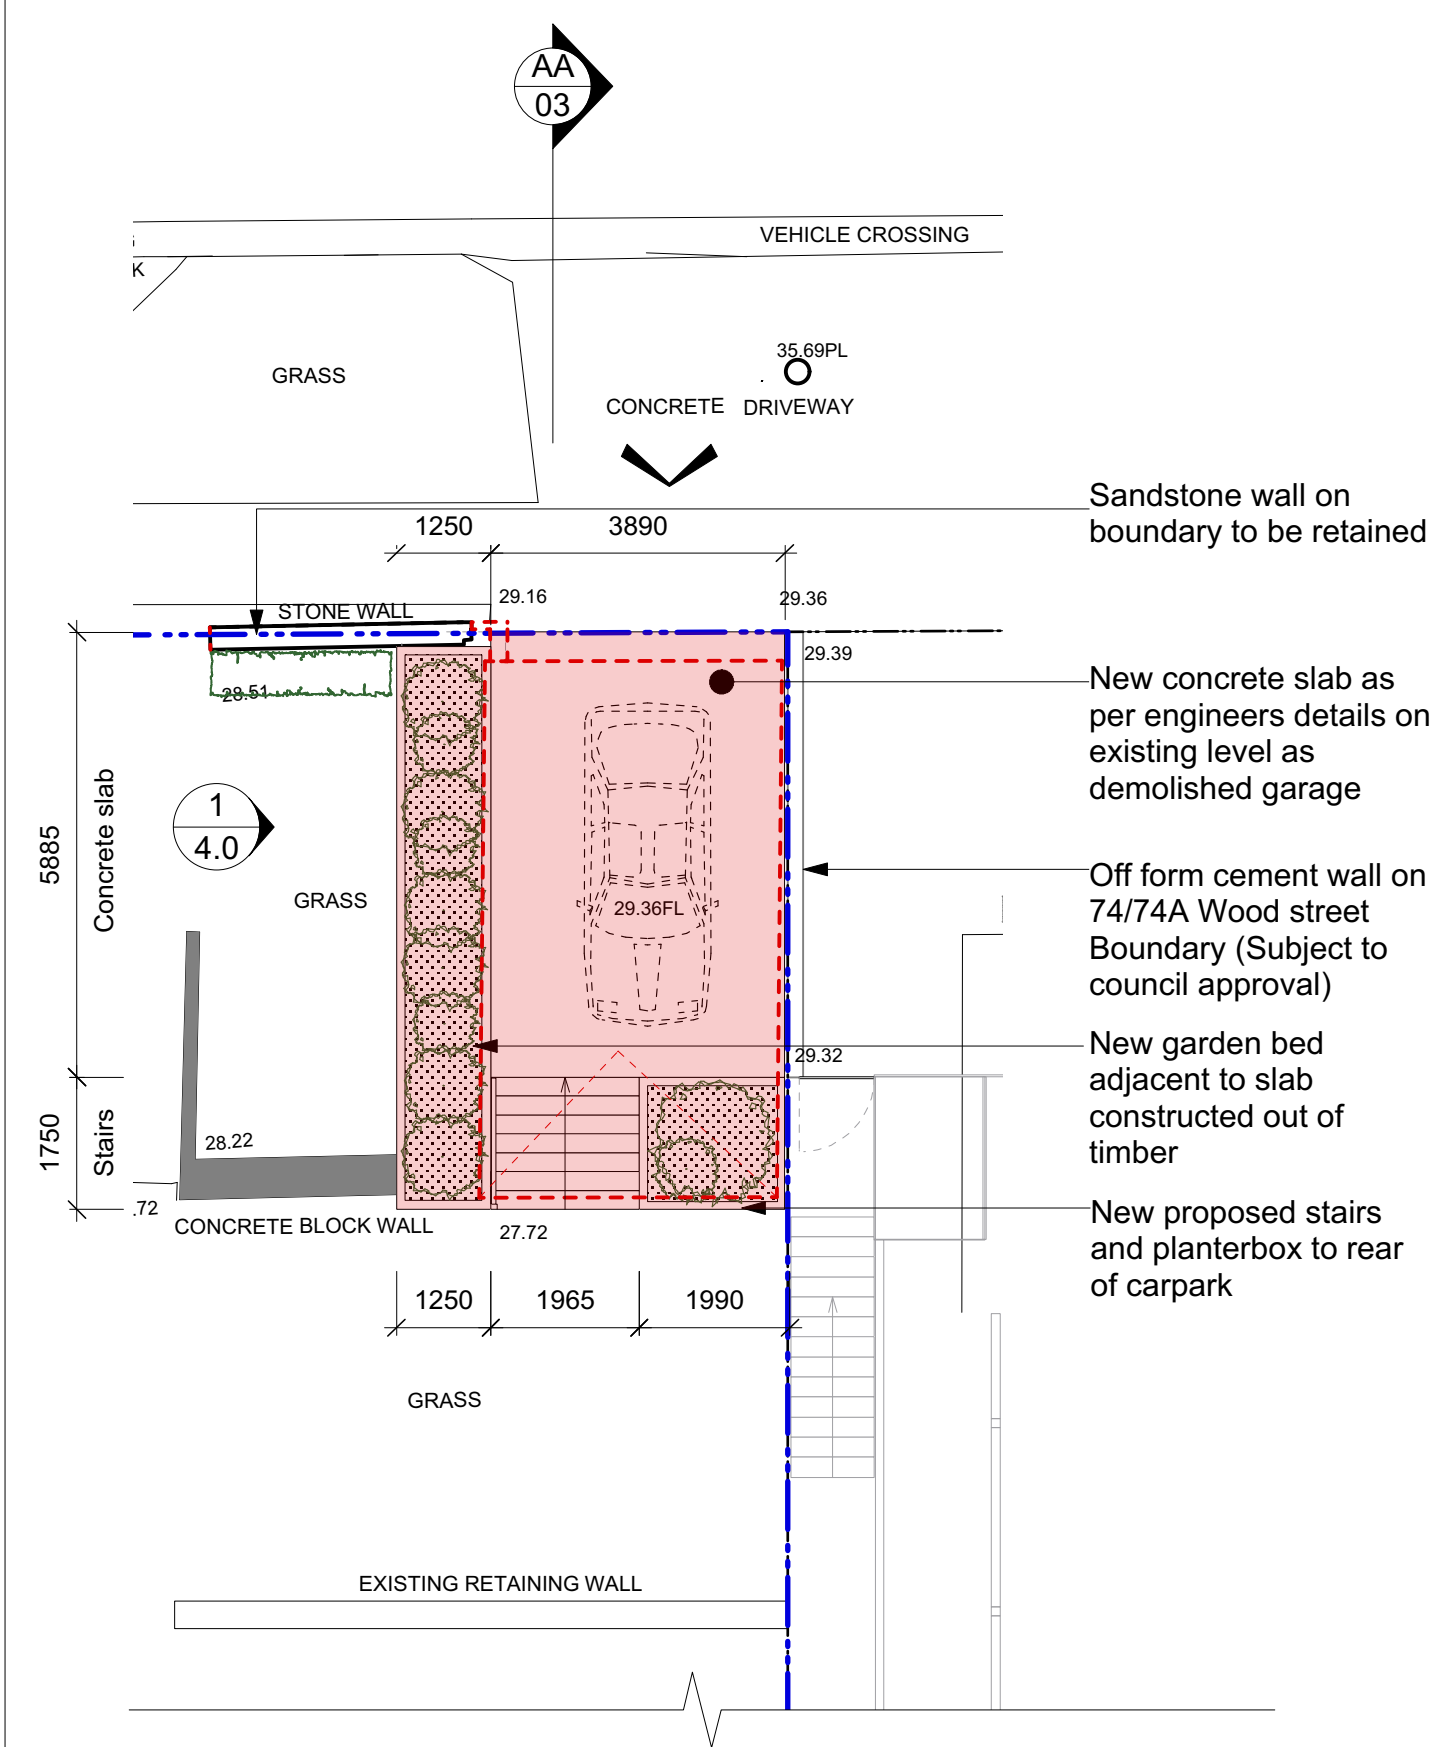 AA
03
VEHICLE CROSSING
K
35.69PL
GRASS
CONCRETE DRIVEWAY
Sandstone wall on
boundary to be retained
1250
3890
29.16
29.36
STONE WALL
29.39
28.51
New concrete slab as
per engineers details on
existing level as
demolished garage
5885
Concrete slab
1
4.0
GRASS
29.36FL
Off form cement wall on
74/74A Wood street
Boundary (Subject to
council approval)
29.32
New garden bed
adjacent to slab
constructed out of
timber
1750
Stairs
28.22
.72
CONCRETE BLOCK WALL
27.72
New proposed stairs
and planterbox to rear
of carpark
1250
1965
1990
GRASS
EXISTING RETAINING WALL